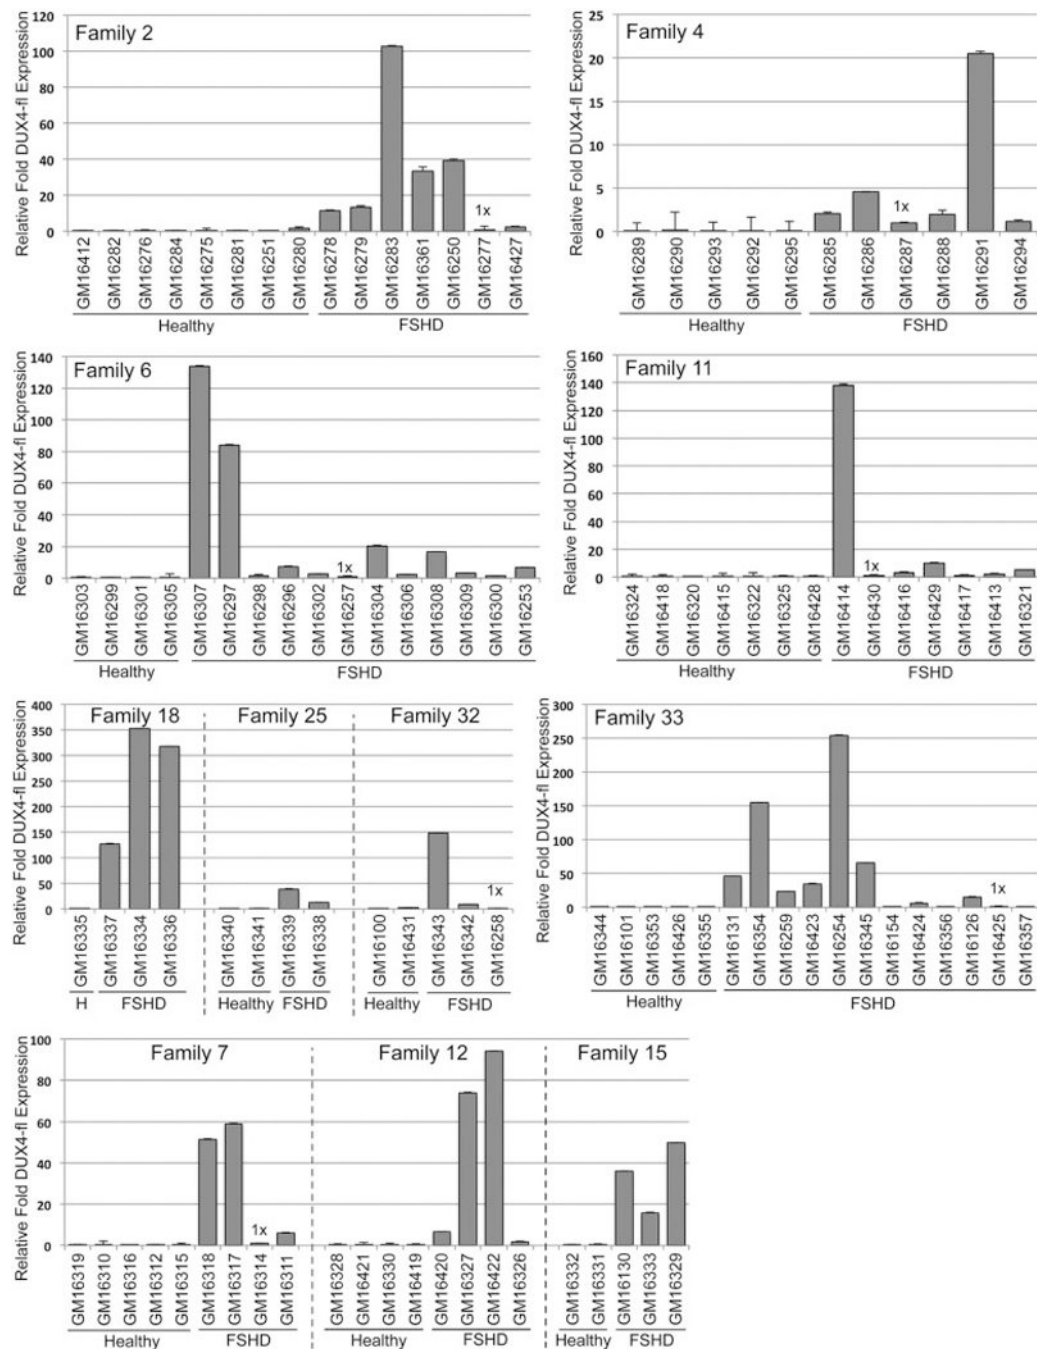 Relative Fold DUX4-fl Expression
Family 2
120
100
80
60
40
20
0
1x
GM16412
GM16282
GM16276
GM16284
GM16275
GM16281
GM16251
GM16280
GM16278
GM16279
GM16283
GM16361
GM16250
GM16277
GM16427
Healthy
FSHD
Relative Fold DUX4-fl Expression
Family 4
25
20
15
10
5
0
1x
GM16289
GM16290
GM16293
GM16292
GM16295
GM16285
GM16286
GM16287
GM16288
GM16291
GM16294
Healthy
FSHD
Relative Fold DUX4-fl Expression
Family 6
140
120
100
80
60
40
20
0
1x
GM16303
GM16299
GM16301
GM16305
GM16307
GM16297
GM16298
GM16296
GM16302
GM16257
GM16304
GM16306
GM16308
GM16309
GM16300
GM16253
Healthy
FSHD
Relative Fold DUX4-fl Expression
Family 11
160
140
120
100
80
60
40
20
0
1x
GM16324
GM16418
GM16320
GM16415
GM16322
GM16325
GM16428
GM16414
GM16430
GM16416
GM16429
GM16417
GM16413
GM16321
Healthy
FSHD
Relative Fold DUX4-fl Expression
400
350
300
250
200
150
100
50
0
Family 18
GM16335
GM16337
GM16334
GM16336
H
FSHD
Family 25
GM16340
GM16341
GM16339
GM16338
Healthy
FSHD
Family 32
1x
GM16100
GM16431
GM16343
GM16342
GM16258
Healthy
FSHD
Relative Fold DUX4-fl Expression
Family 33
300
250
200
150
100
50
0
1x
GM16344
GM16101
GM16353
GM16426
GM16355
GM16131
GM16354
GM16259
GM16423
GM16254
GM16345
GM16154
GM16424
GM16356
GM16126
GM16425
GM16357
Healthy
FSHD
Relative Fold DUX4-fl Expression
100
80
60
40
20
0
Family 7
1x
GM16319
GM16310
GM16316
GM16312
GM16315
GM16318
GM16317
GM16314
GM16311
Healthy
FSHD
Family 12
GM16328
GM16421
GM16330
GM16419
GM16420
GM16327
GM16422
GM16326
Healthy
FSHD
Family 15
GM16332
GM16331
GM16130
GM16333
GM16329
Healthy
FSHD